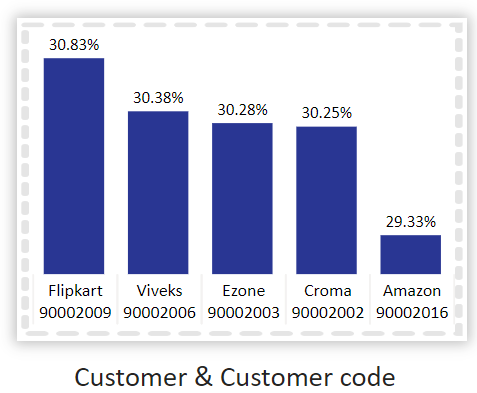 30.83%
30.38%
30.28%
30.25%
29.33%
Flipkart Viveks Ezone Croma Amazon
90002009 90002006 90002003 90002002 90002016
Customer & Customer code